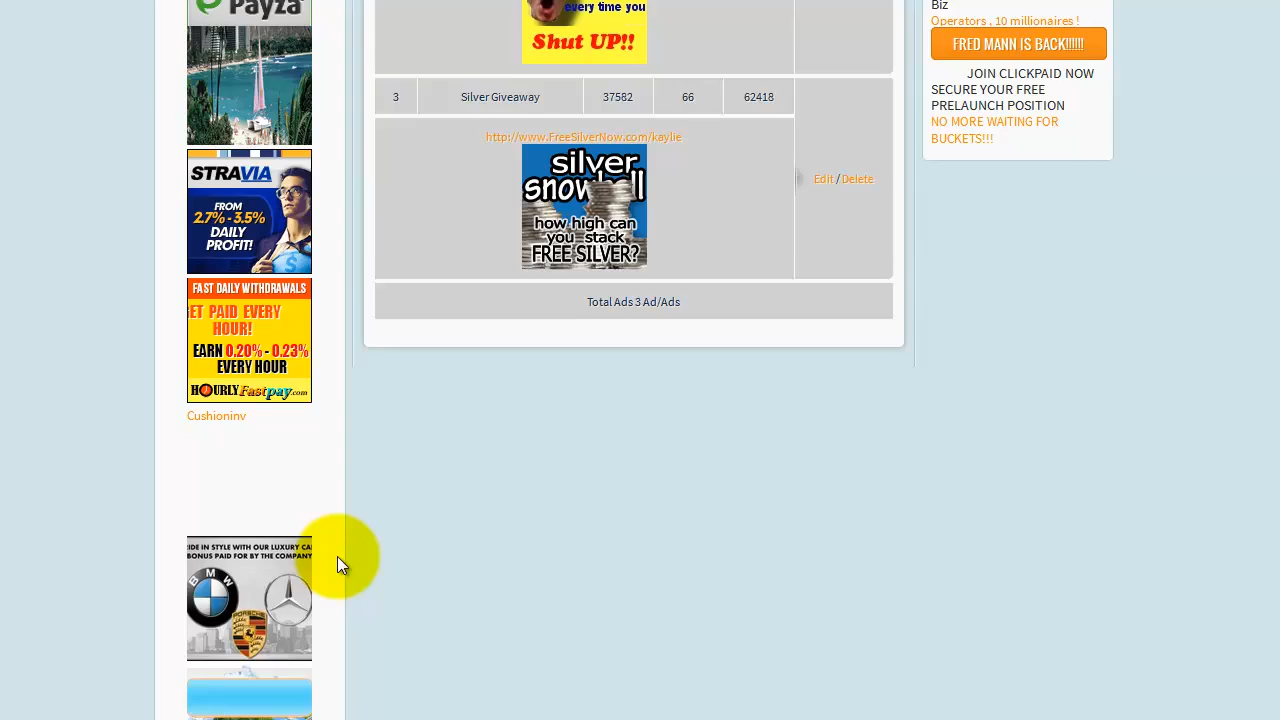 Payza
STRAVIA
FROM
2.7% - 3.5%
DAILY
PROFIT!
FAST DAILY WITHDRAWALS
ET PAID EVERY
HOUR!
EARN 0.20% - 0.23%
EVERY HOUR
HOURLYFastpay.com
Cushioninv
RIDE IN STYLE WITH OUR LUXURY CA
BONUS PAID FOR BY THE COMPANY
BMW
PORSCHE
every time you
Shut UP!!
3 Silver Giveaway 37582 66 62418
http://www.FreeSilverNow.com/kaylie
silver
snowball
how high can
you stack
FREE SILVER?
Edit / Delete
Total Ads 3 Ad/Ads
Biz
Operators , 10 millionaires !
FRED MANN IS BACK!!!!!!
JOIN CLICKPAID NOW
SECURE YOUR FREE
PRELAUNCH POSITION
NO MORE WAITING FOR
BUCKETS!!!